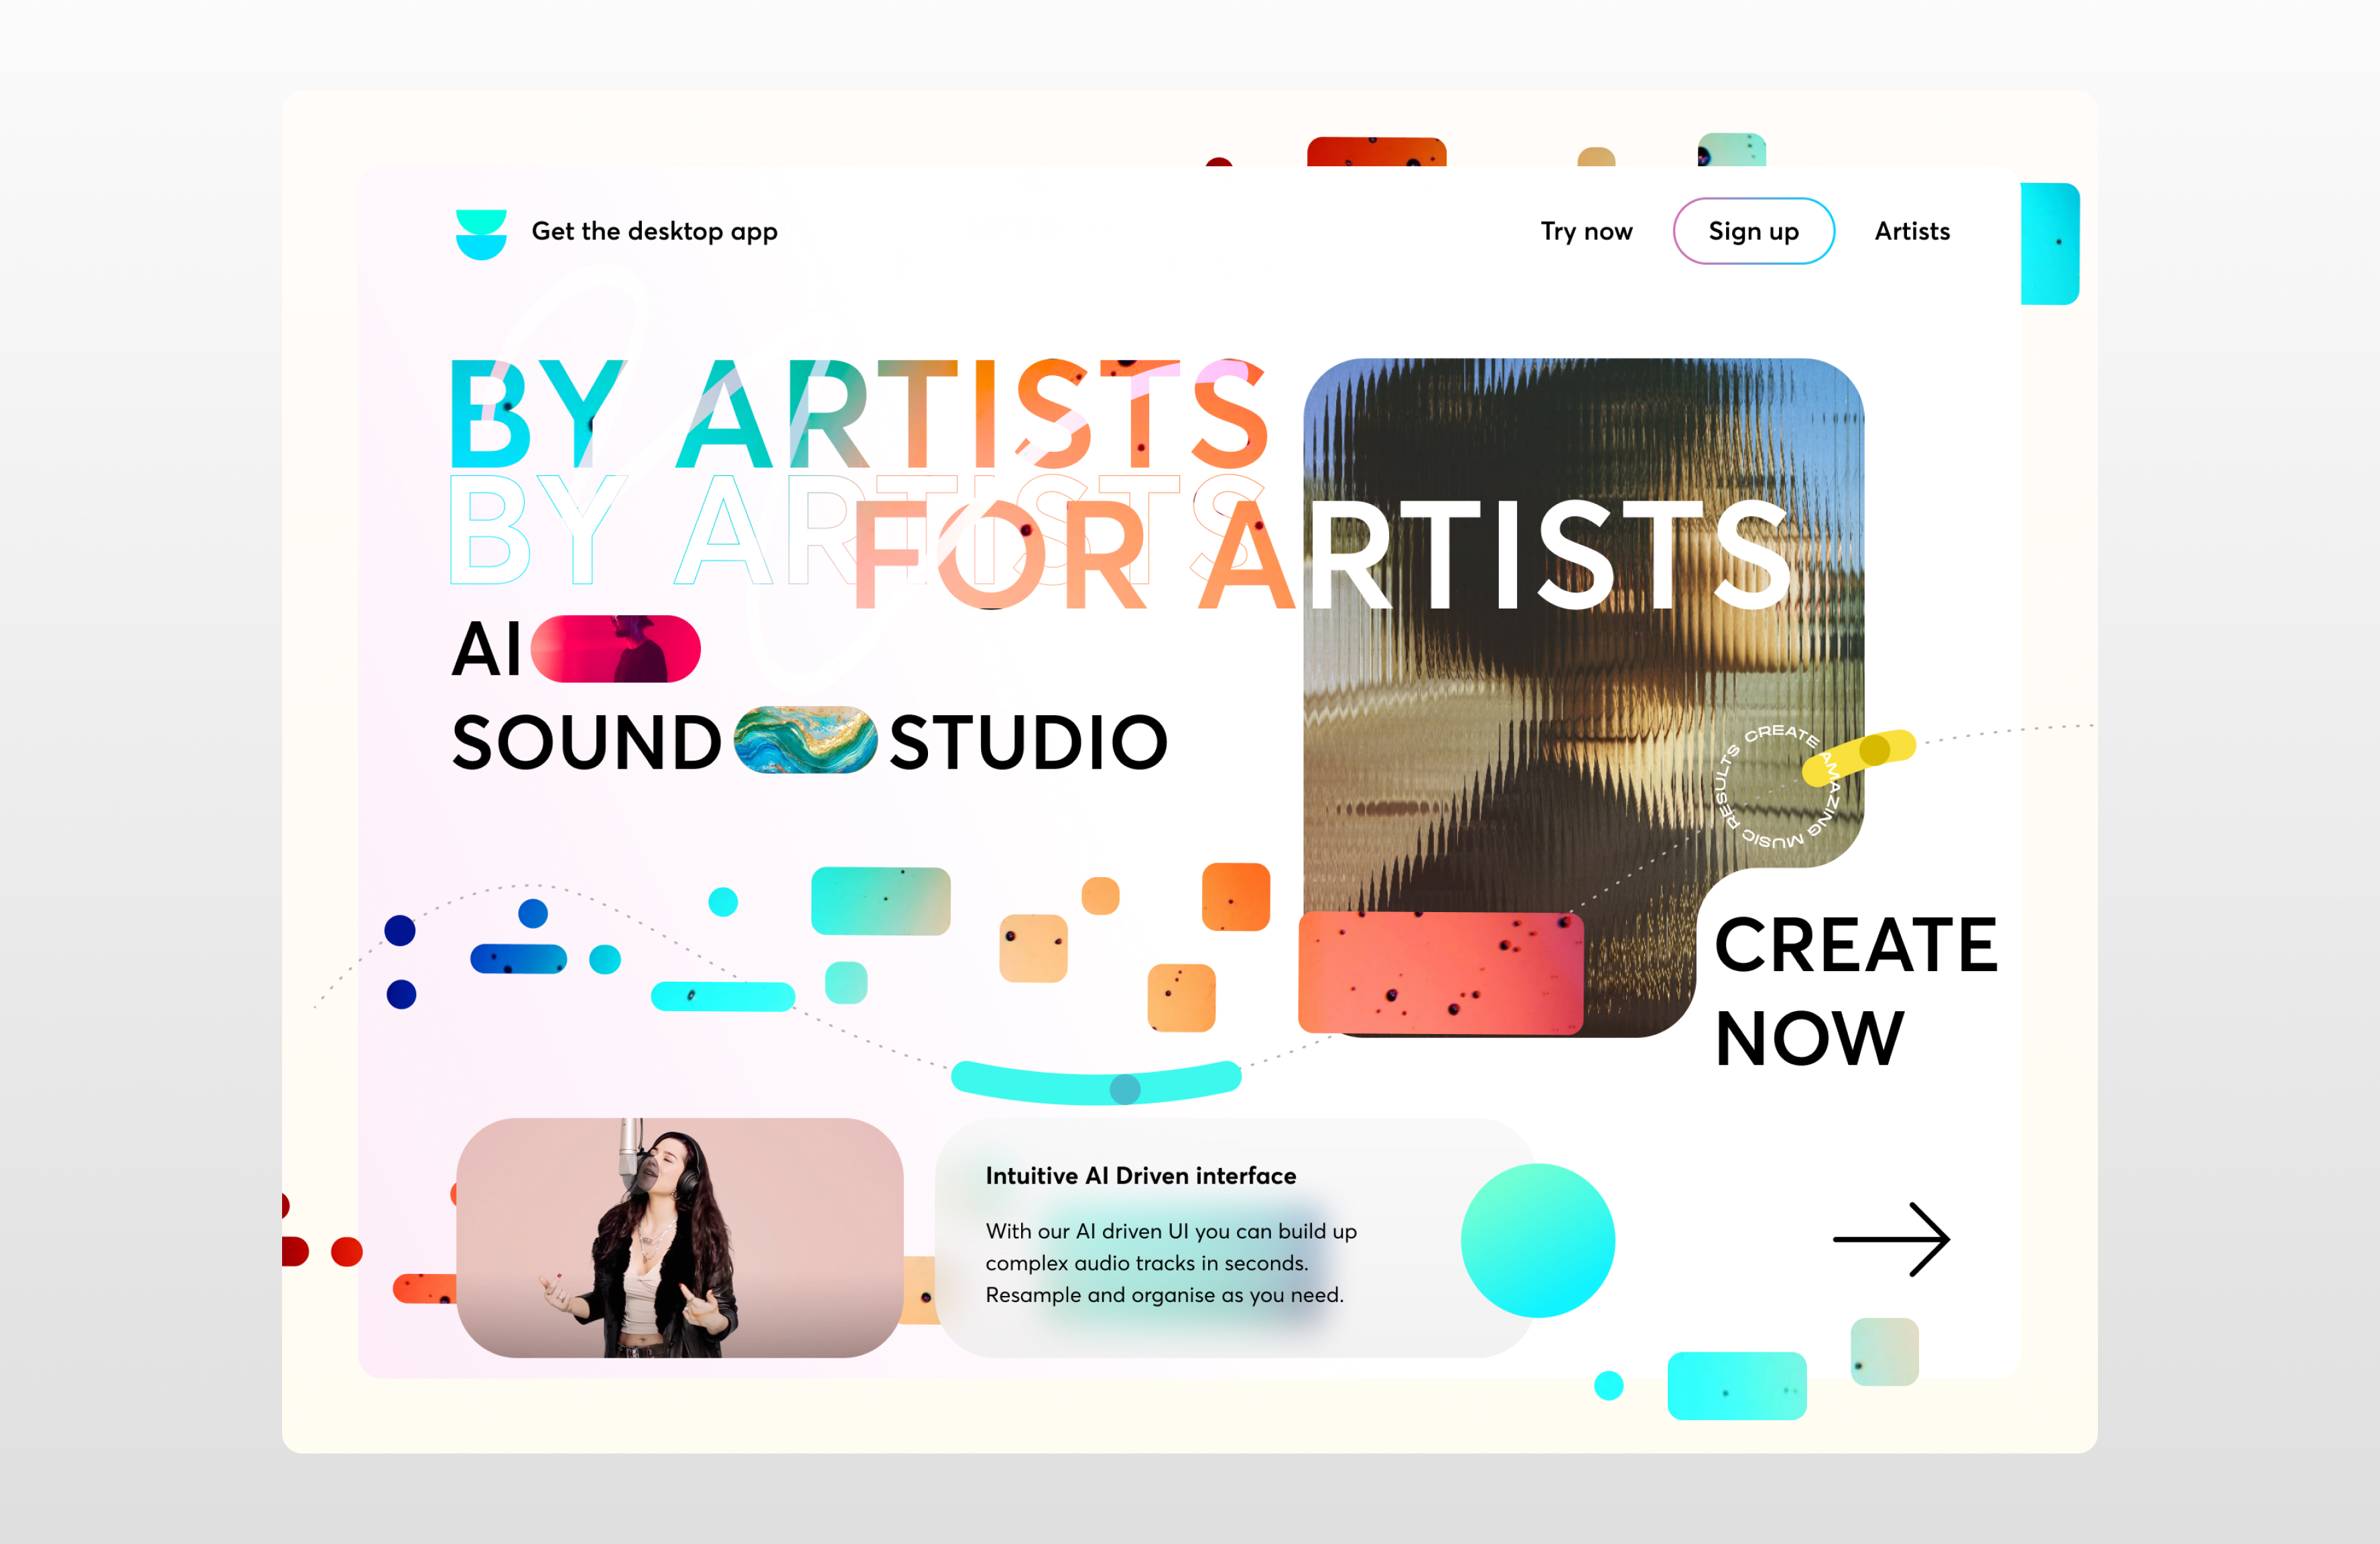 Get the desktop app
Try now
Sign up
Artists
BY ARTISTS
BY ARTISTS
FOR ARTISTS
AI
SOUND STUDIO
CREATE AMAZING MUSIC RESULTS
CREATE
NOW
Intuitive AI Driven interface
With our AI driven UI you can build up
complex audio tracks in seconds.
Resample and organise as you need.